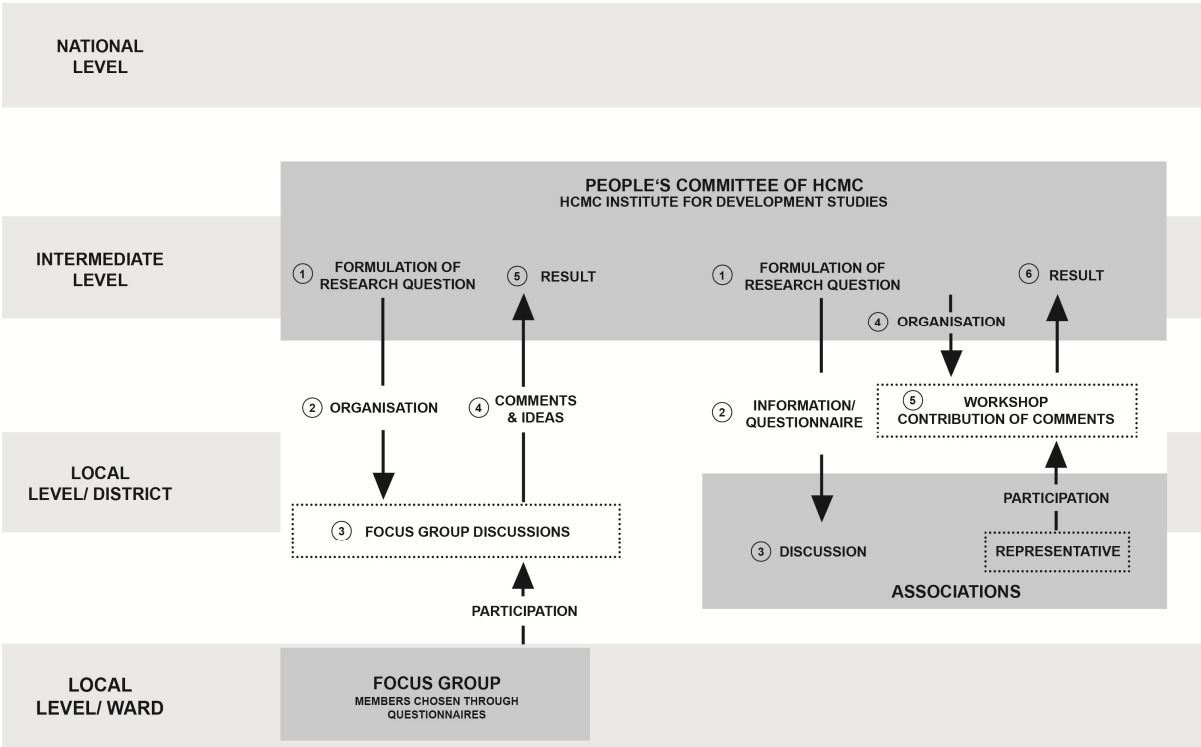 NATIONAL
LEVEL
PEOPLE‘S COMMITTEE OF HCMC
HCMC INSTITUTE FOR DEVELOPMENT STUDIES
INTERMEDIATE
LEVEL
1 FORMULATION OF
RESEARCH QUESTION
5 RESULT
1 FORMULATION OF
RESEARCH QUESTION
6 RESULT
4 ORGANISATION
2 ORGANISATION
4 COMMENTS
& IDEAS
2 INFORMATION/
QUESTIONNAIRE
5 WORKSHOP
CONTRIBUTION OF COMMENTS
LOCAL
LEVEL/ DISTRICT
3 FOCUS GROUP DISCUSSIONS
PARTICIPATION
3 DISCUSSION
REPRESENTATIVE
ASSOCIATIONS
PARTICIPATION
LOCAL
LEVEL/ WARD
FOCUS GROUP
MEMBERS CHOSEN THROUGH
QUESTIONNAIRES